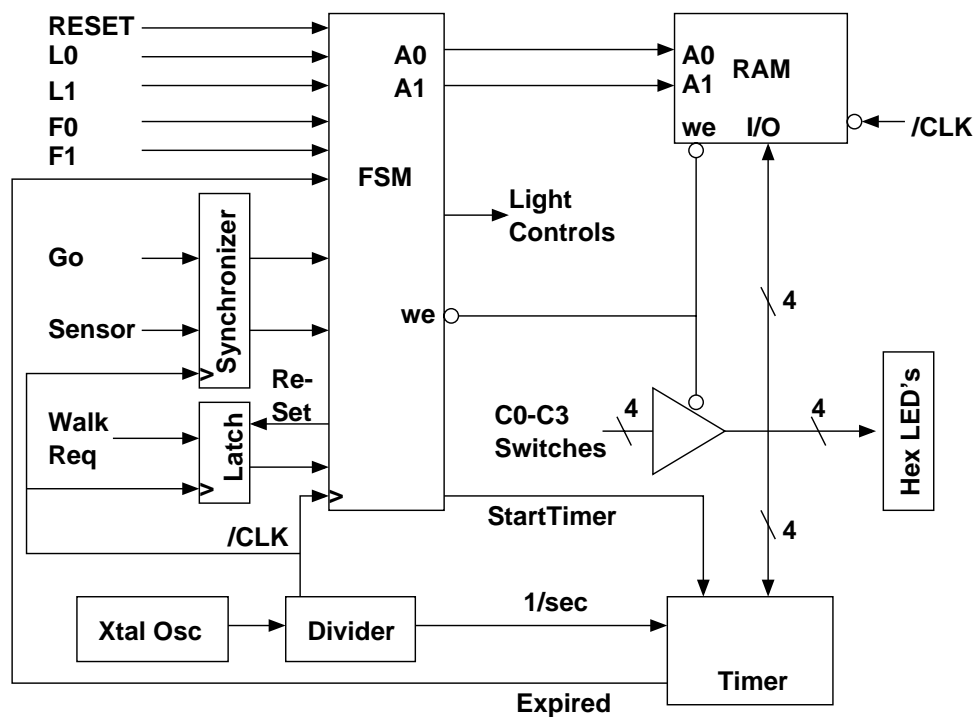 RESET
L0
L1
F0
F1
A0
A1
FSM
A0
A1
RAM
we
I/O
/CLK
Light
Controls
Go
Sensor
Synchronizer
>
we
4
Re-
Set
Walk
Req
Latch
>
>
C0-C3
Switches
4
4
Hex LED's
StartTimer
4
/CLK
Xtal Osc
Divider
1/sec
Timer
Expired